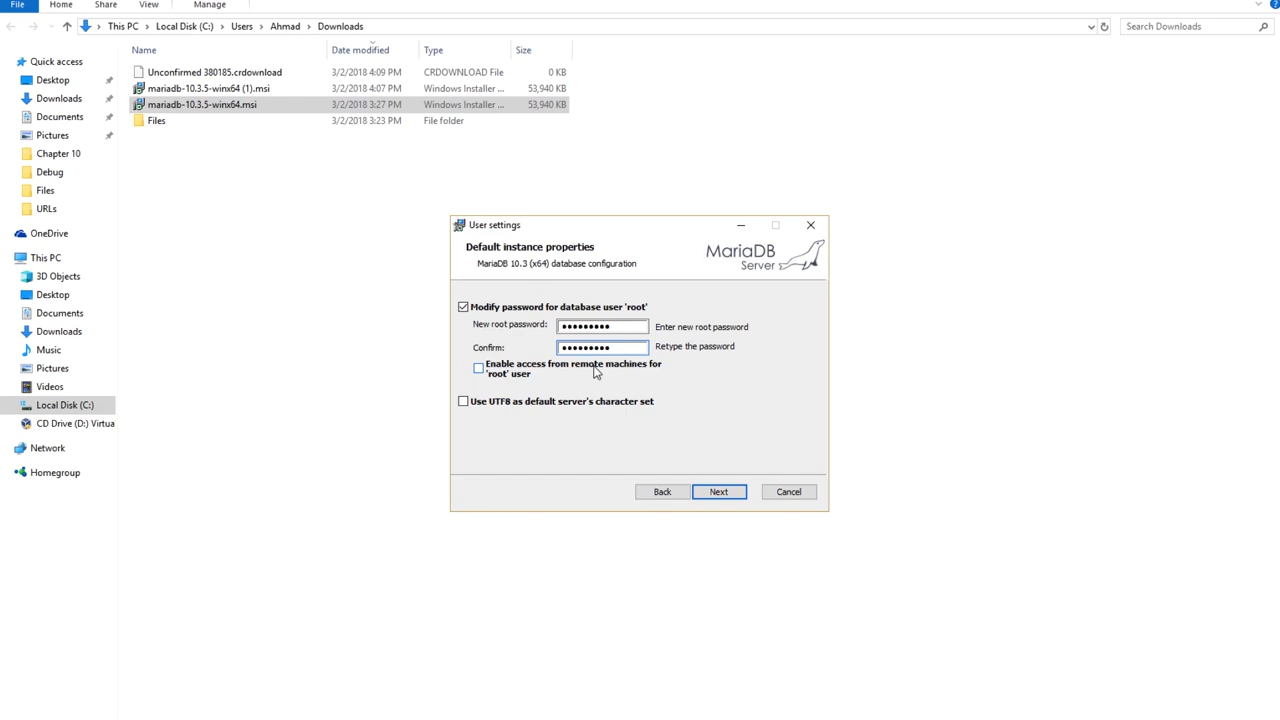 File
Home
Share
View
Manage
This PC
Local Disk (C:)
Users
Ahmad
Downloads
Search Downloads
Name
Date modified
Type
Size
Quick access
Desktop
Downloads
Documents
Pictures
Chapter 10
Debug
Files
URLs
OneDrive
This PC
3D Objects
Desktop
Documents
Downloads
Music
Pictures
Videos
Local Disk (C:)
CD Drive (D:) Virtua
Network
Homegroup
Unconfirmed 380185.crdownload 3/2/2018 4:09 PM CRDOWNLOAD File 0 KB
mariadb-10.3.5-winx64 (1).msi 3/2/2018 4:07 PM Windows Installer ... 53,940 KB
mariadb-10.3.5-winx64.msi 3/2/2018 3:27 PM Windows Installer ... 53,940 KB
Files 3/2/2018 3:23 PM File folder
User settings
Default instance properties
MariaDB 10.3 (x64) database configuration
MariaDB
Server
Modify password for database user 'root'
New root password: ●●●●●●●●● Enter new root password
Confirm: ●●●●●●●●● Retype the password
Enable access from remote machines for
'root' user
Use UTF8 as default server's character set
Back
Next
Cancel